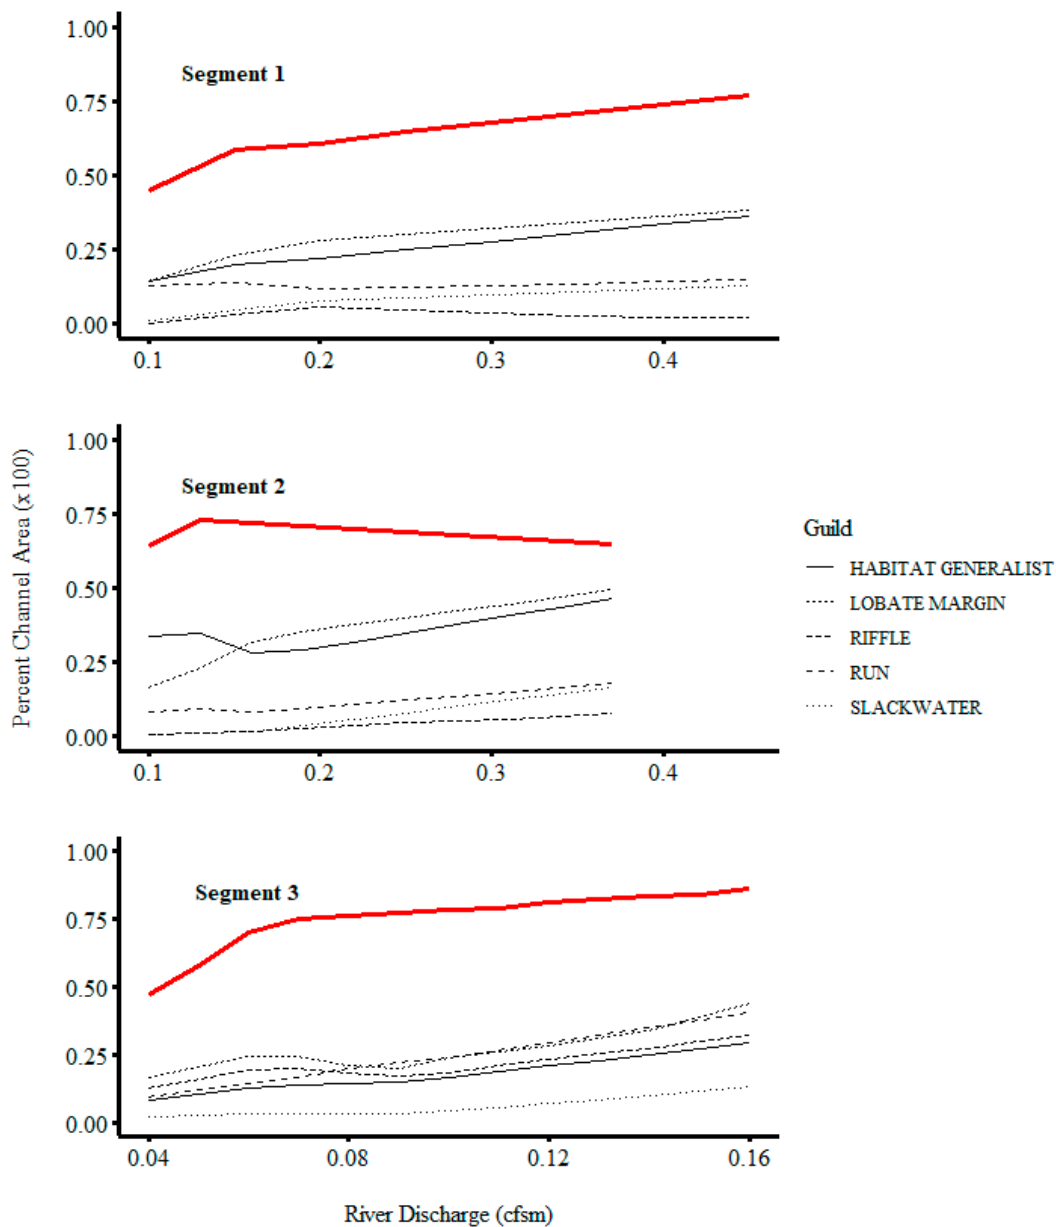 1.00
Segment 1
0.75
0.50
0.25
0.00
0.1 0.2 0.3 0.4
Percent Channel Area (x100)
1.00
Segment 2
0.75
0.50
0.25
0.00
0.1 0.2 0.3 0.4
Guild
HABITAT GENERALIST
LOBATE MARGIN
RIFFLE
RUN
SLACKWATER
1.00
Segment 3
0.75
0.50
0.25
0.00
0.04 0.08 0.12 0.16
River Discharge (cfsm)